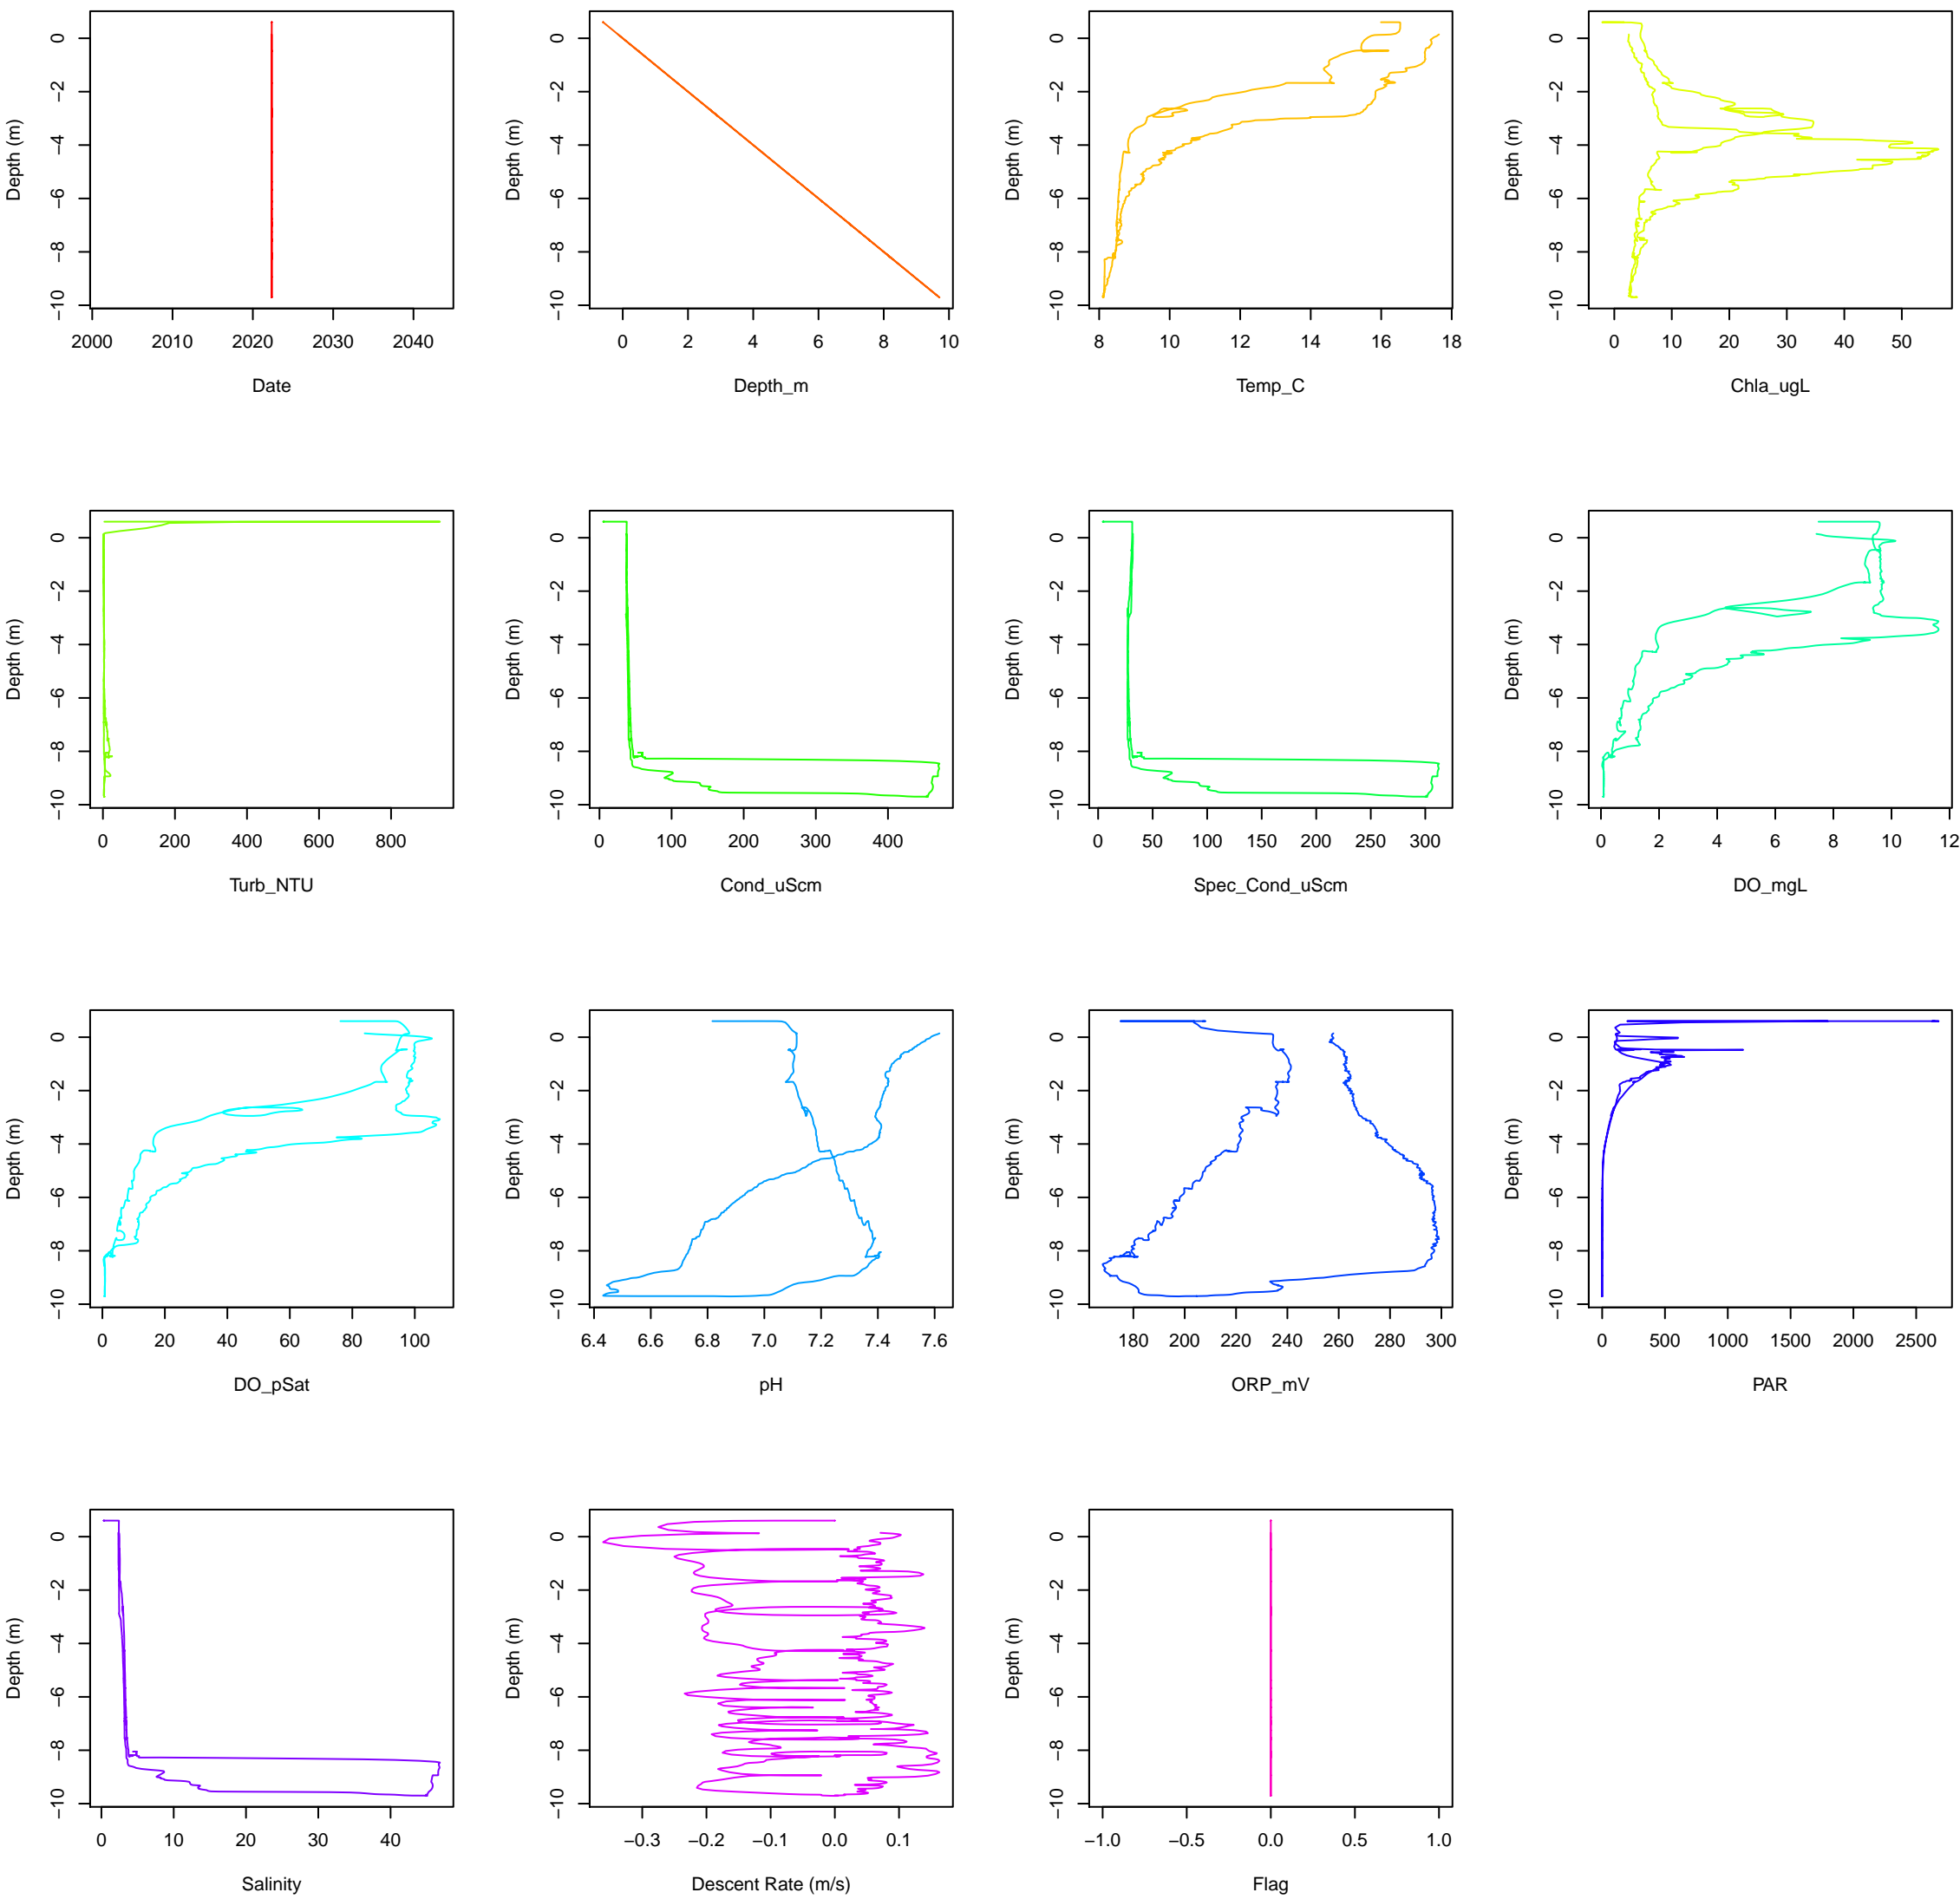 Depth (m)
0
−2
−4
−6
−8
−10
2000 2010 2020 2030 2040
Date
Depth (m)
0
−2
−4
−6
−8
−10
0 2 4 6 8 10
Depth_m
Depth (m)
0
−2
−4
−6
−8
−10
8 10 12 14 16 18
Temp_C
Depth (m)
0
−2
−4
−6
−8
−10
0 10 20 30 40 50
Chla_ugL
Depth (m)
0
−2
−4
−6
−8
−10
0 200 400 600 800
Turb_NTU
Depth (m)
0
−2
−4
−6
−8
−10
0 100 200 300 400
Cond_uScm
Depth (m)
0
−2
−4
−6
−8
−10
0 50 100 150 200 250 300
Spec_Cond_uScm
Depth (m)
0
−2
−4
−6
−8
−10
0 2 4 6 8 10 12
DO_mgL
Depth (m)
0
−2
−4
−6
−8
−10
0 20 40 60 80 100
DO_pSat
Depth (m)
0
−2
−4
−6
−8
−10
6.4 6.6 6.8 7.0 7.2 7.4 7.6
pH
Depth (m)
0
−2
−4
−6
−8
−10
180 200 220 240 260 280 300
ORP_mV
Depth (m)
0
−2
−4
−6
−8
−10
0 500 1000 1500 2000 2500
PAR
Depth (m)
0
−2
−4
−6
−8
−10
0 10 20 30 40
Salinity
Depth (m)
0
−2
−4
−6
−8
−10
−0.3 −0.2 −0.1 0.0 0.1
Descent Rate (m/s)
Depth (m)
0
−2
−4
−6
−8
−10
−1.0 −0.5 0.0 0.5 1.0
Flag